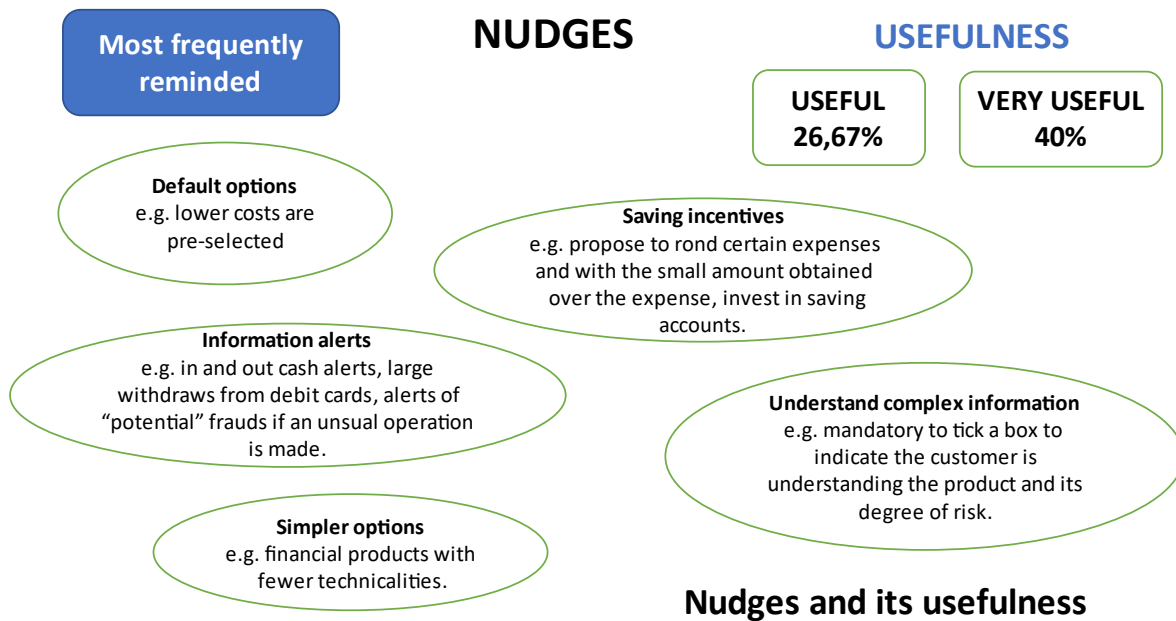 Most frequently
reminded
NUDGES
USEFULNESS
USEFUL
26,67%
VERY USEFUL
40%
Default options
e.g. lower costs are
pre-selected
Saving incentives
e.g. propose to rond certain expenses
and with the small amount obtained
over the expense, invest in saving
accounts.
Information alerts
e.g. in and out cash alerts, large
withdraws from debit cards, alerts of
“potential” frauds if an unusual operation
is made.
Understand complex information
e.g. mandatory to tick a box to
indicate the customer is
understanding the product and its
degree of risk.
Simpler options
e.g. financial products with
fewer technicalities.
Nudges and its usefulness